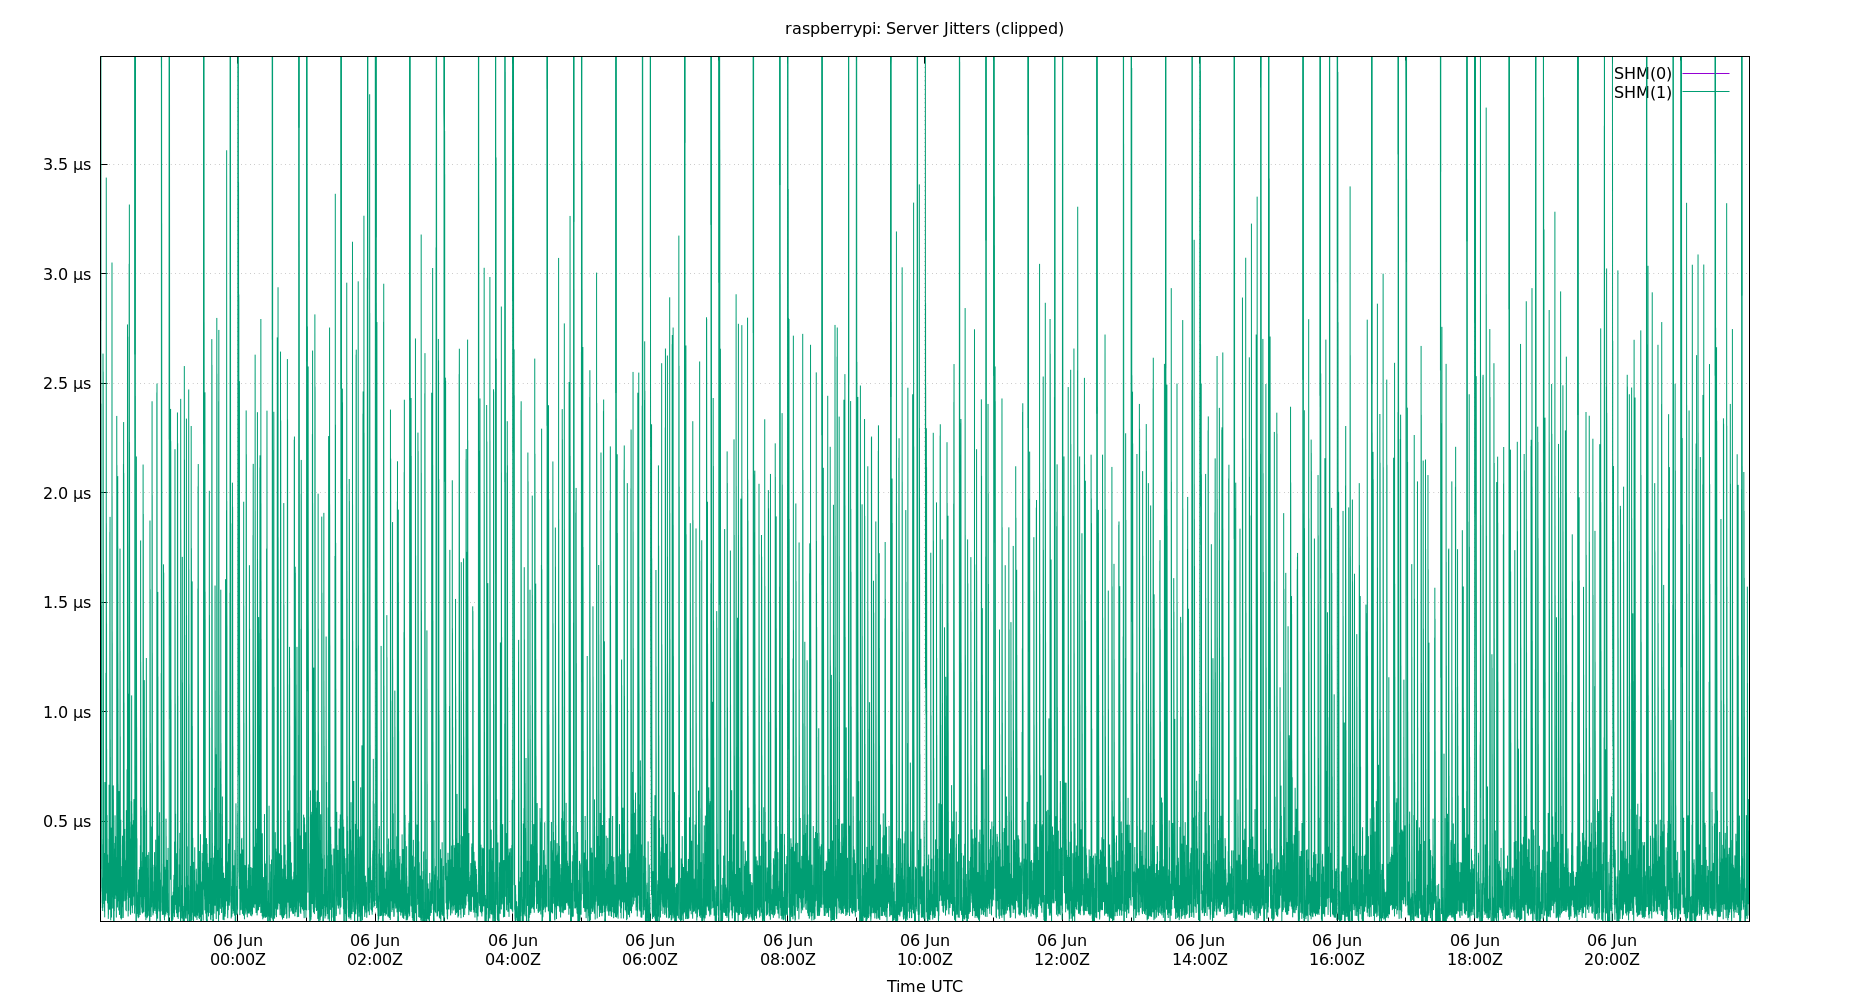 raspberrypi: Server Jitters (clipped)
SHM(0)
SHM(1)
3.5 µs
3.0 µs
2.5 µs
2.0 µs
1.5 µs
1.0 µs
0.5 µs
06 Jun 06 Jun 06 Jun 06 Jun 06 Jun 06 Jun 06 Jun 06 Jun 06 Jun 06 Jun 06 Jun
00:00Z 02:00Z 04:00Z 06:00Z 08:00Z 10:00Z 12:00Z 14:00Z 16:00Z 18:00Z 20:00Z
Time UTC